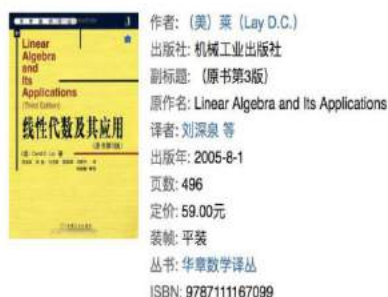 Linear
Algebra
and
Its
Applications
(Third Edition)
线性代数及其应用
(原书第3版)
作者: (美) 莱 (Lay D.C.)
出版社: 机械工业出版社
副标题: (原书第3版)
原作名: Linear Algebra and Its Applications
译者: 刘深泉 等
出版年: 2005-8-1
页数: 496
定价: 59.00元
装帧: 平装
丛书: 华章数学译丛
ISBN: 9787111167099